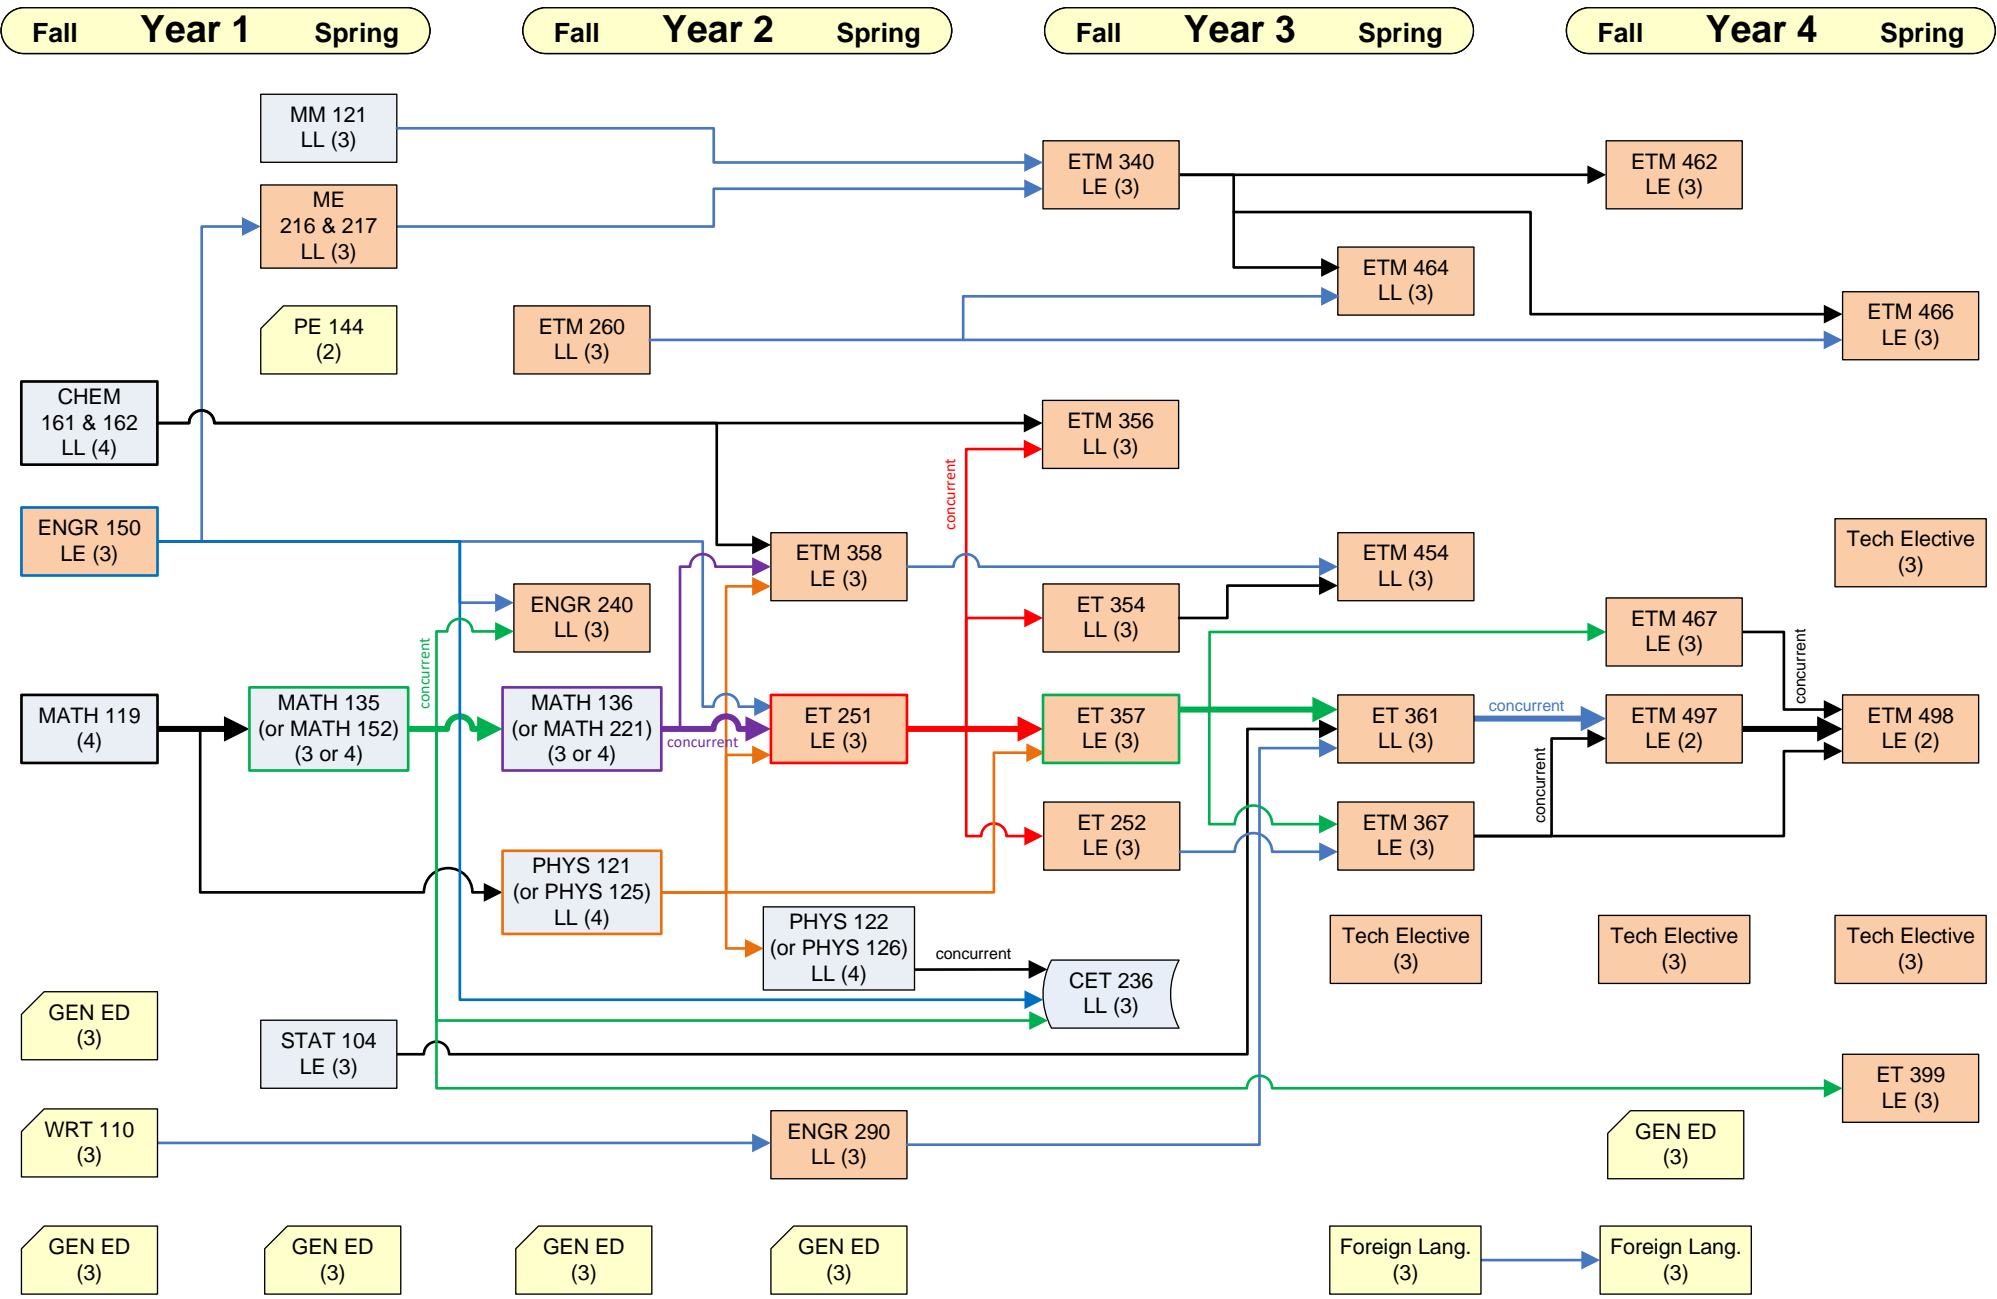 Fall Year 1 Spring
Fall Year 2 Spring
Fall Year 3 Spring
Fall Year 4 Spring
MM 121
LL (3)
ME
216 & 217
LL (3)
PE 144
(2)
ETM 260
LL (3)
ETM 340
LE (3)
ETM 462
LE (3)
ETM 464
LL (3)
ETM 466
LE (3)
CHEM
161 & 162
LL (4)
ETM 356
LL (3)
concurrent
ENGR 150
LE (3)
ETM 358
LE (3)
ETM 454
LL (3)
Tech Elective
(3)
ENGR 240
LL (3)
ET 354
LL (3)
ETM 467
LE (3)
concurrent
concurrent
MATH 119
(4)
MATH 135
(or MATH 152)
(3 or 4)
MATH 136
(or MATH 221)
(3 or 4)
concurrent
ET 251
LE (3)
ET 357
LE (3)
ET 361
LL (3)
concurrent
ETM 497
LE (2)
ETM 498
LE (2)
concurrent
ET 252
LE (3)
ETM 367
LE (3)
PHYS 121
(or PHYS 125)
LL (4)
PHYS 122
(or PHYS 126)
LL (4)
concurrent
CET 236
LL (3)
Tech Elective
(3)
Tech Elective
(3)
Tech Elective
(3)
GEN ED
(3)
STAT 104
LE (3)
ET 399
LE (3)
WRT 110
(3)
ENGR 290
LL (3)
GEN ED
(3)
GEN ED
(3)
GEN ED
(3)
GEN ED
(3)
GEN ED
(3)
Foreign Lang.
(3)
Foreign Lang.
(3)